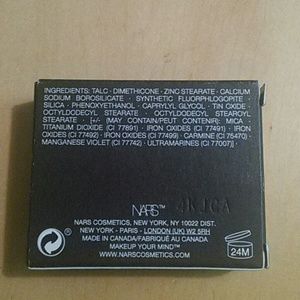 INGREDIENTS: TALC · DIMETHICONE · ZINC STEARATE · CALCIUM
SODIUM BOROSILICATE · SYNTHETIC FLUORPHLOGOPITE ·
SILICA · PHENOXYETHANOL · CAPRYLYL GLYCOL · TIN OXIDE ·
OCTYLDODECYL STEARATE · OCTYLDODECYL STEAROYL
STEARATE · [+/- (MAY CONTAIN/PEUT CONTENIR): MICA ·
TITANIUM DIOXIDE (CI 77891) · IRON OXIDES (CI 77491) · IRON
OXIDES (CI 77492) · IRON OXIDES (CI 77499) · CARMINE (CI 75470) ·
MANGANESE VIOLET (CI 77742) · ULTRAMARINES (CI 77007)]
NARS™
NARS COSMETICS, NEW YORK, NY 10022 DIST.
NEW YORK - PARIS · LONDON (UK) W2 5RH
MADE IN CANADA/FABRIQUÉ AU CANADA
MAKEUP YOUR MIND™
WWW.NARSCOSMETICS.COM
24M